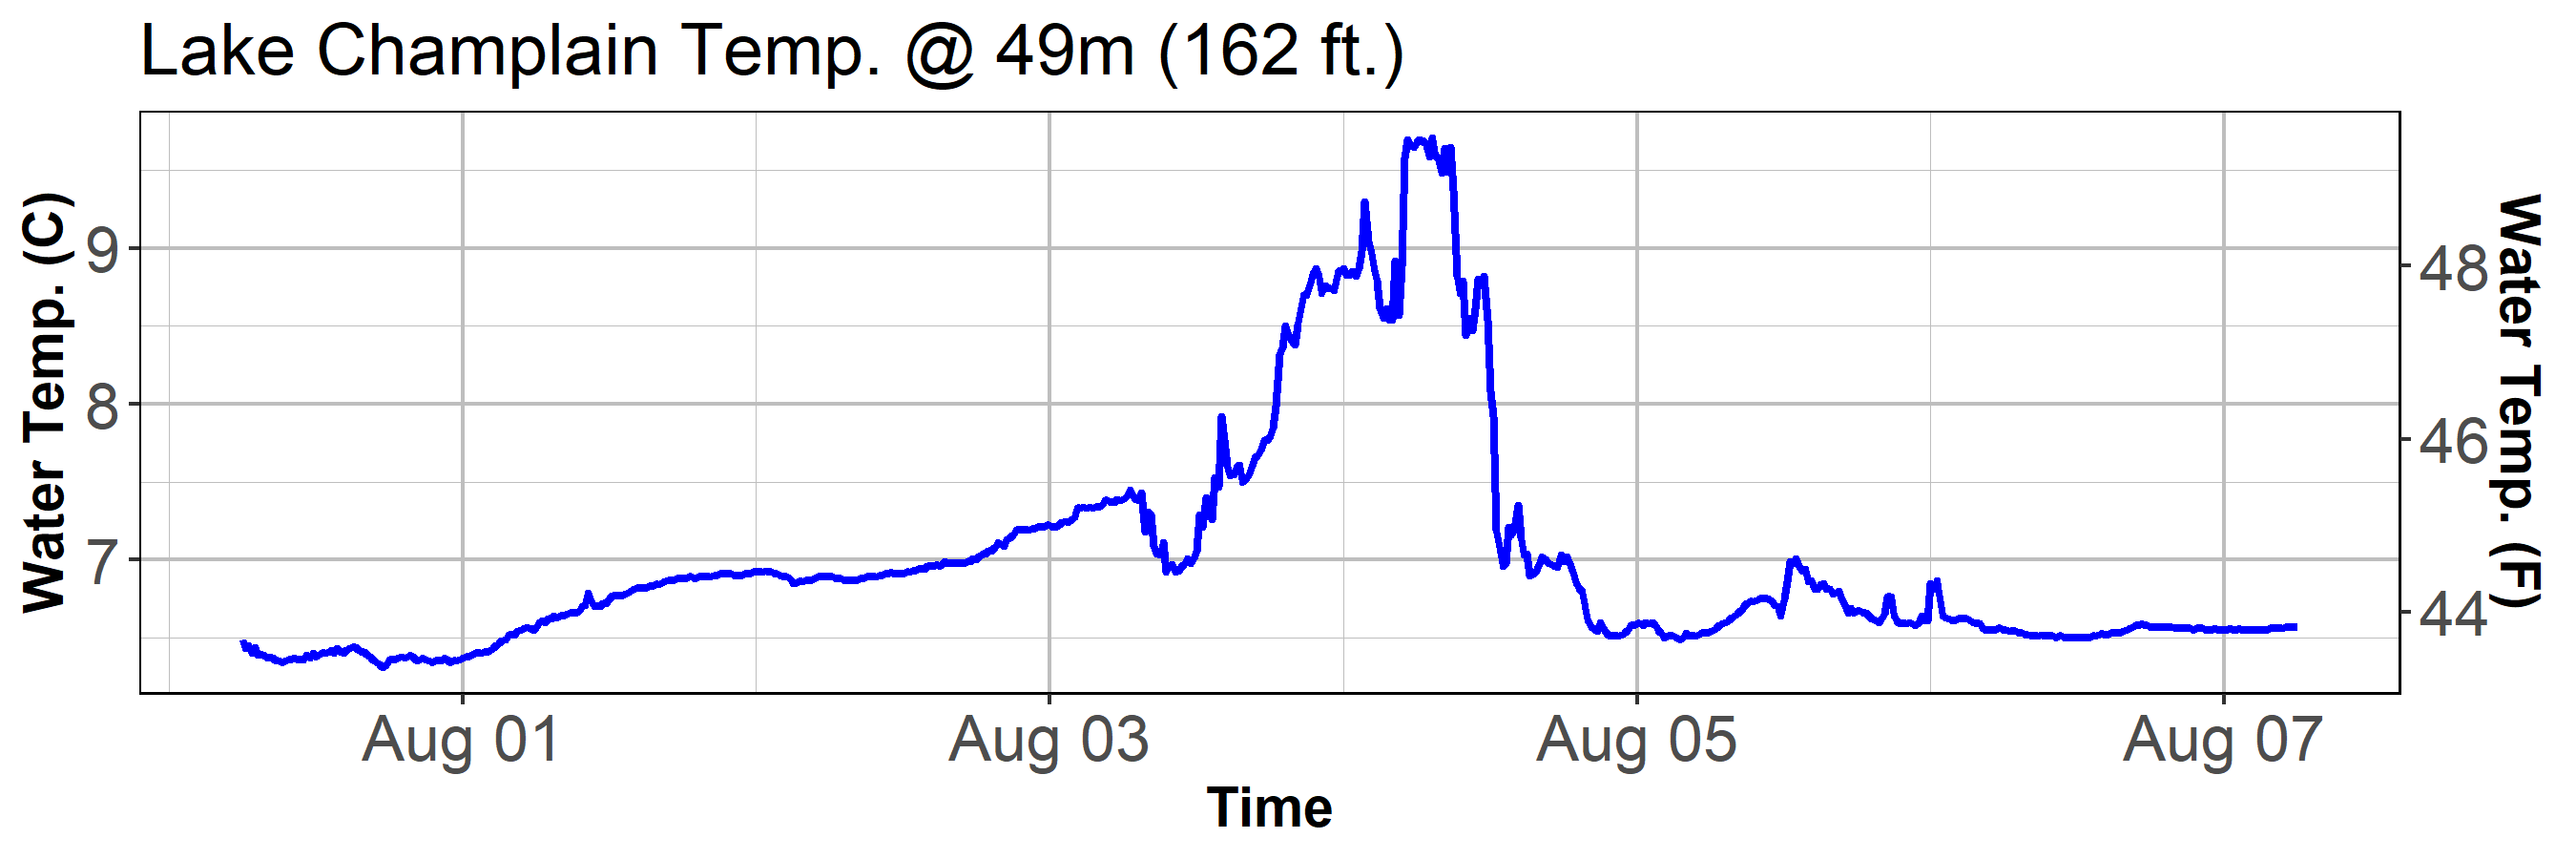 Lake Champlain Temp. @ 49m (162 ft.)
Water Temp. (C)
9
8
7
Water Temp. (F)
48
46
44
Aug 01 Aug 03 Aug 05 Aug 07
Time